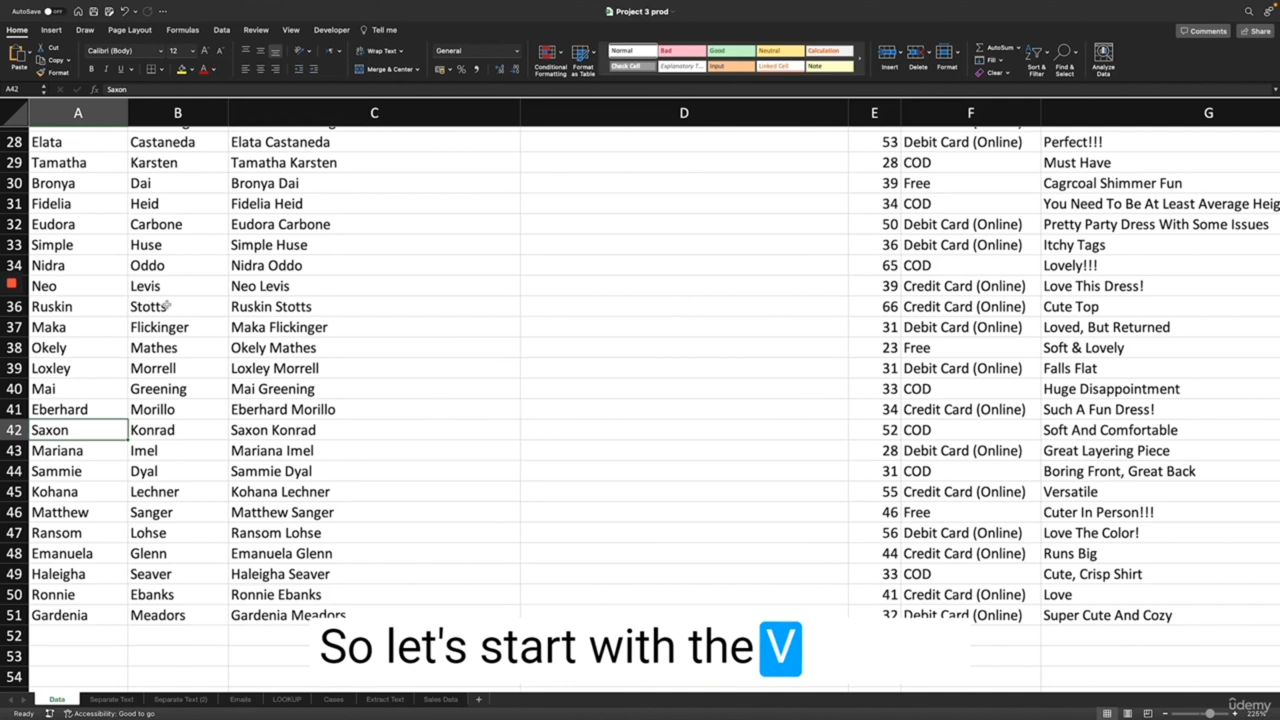 AutoSave OFF
Project 3 prod
Home Insert Draw Page Layout Formulas Data Review View Developer Tell me
Comments Share
Paste
Cut
Copy
Format
Calibri (Body) 12
Wrap Text
Merge & Center
General
Conditional Formatting
Format as Table
Normal Bad Good Neutral Calculation
Check Cell Explanatory T... Input Linked Cell Note
Insert Delete Format
AutoSum
Fill
Clear
Sort & Filter
Find & Select
Analyze Data
A42 fx Saxon
A B C D E F G
28 Elata Castaneda Elata Castaneda 53 Debit Card (Online) Perfect!!!
29 Tamatha Karsten Tamatha Karsten 28 COD Must Have
30 Bronya Dai Bronya Dai 39 Free Cagrcoal Shimmer Fun
31 Fidelia Heid Fidelia Heid 34 COD You Need To Be At Least Average Heig
32 Eudora Carbone Eudora Carbone 50 Debit Card (Online) Pretty Party Dress With Some Issues
33 Simple Huse Simple Huse 36 Debit Card (Online) Itchy Tags
34 Nidra Oddo Nidra Oddo 65 COD Lovely!!!
Neo Levis Neo Levis 39 Credit Card (Online) Love This Dress!
36 Ruskin Stotts Ruskin Stotts 66 Credit Card (Online) Cute Top
37 Maka Flickinger Maka Flickinger 31 Debit Card (Online) Loved, But Returned
38 Okely Mathes Okely Mathes 23 Free Soft & Lovely
39 Loxley Morrell Loxley Morrell 31 Debit Card (Online) Falls Flat
40 Mai Greening Mai Greening 33 COD Huge Disappointment
41 Eberhard Morillo Eberhard Morillo 34 Credit Card (Online) Such A Fun Dress!
42 Saxon Konrad Saxon Konrad 52 COD Soft And Comfortable
43 Mariana Imel Mariana Imel 28 Debit Card (Online) Great Layering Piece
44 Sammie Dyal Sammie Dyal 31 COD Boring Front, Great Back
45 Kohana Lechner Kohana Lechner 55 Credit Card (Online) Versatile
46 Matthew Sanger Matthew Sanger 46 Free Cuter In Person!!!
47 Ransom Lohse Ransom Lohse 56 Debit Card (Online) Love The Color!
48 Emanuela Glenn Emanuela Glenn 44 Credit Card (Online) Runs Big
49 Haleigha Seaver Haleigha Seaver 33 COD Cute, Crisp Shirt
50 Ronnie Ebanks Ronnie Ebanks 41 Credit Card (Online) Love
51 Gardenia Meadors Gardenia Meadors 32 Debit Card (Online) Super Cute And Cozy
52
53
54
So let's start with the V
Data Separate Text Separate Text (2) Emails LOOKUP Cases Extract Text Sales Data
Ready Accessibility: Good to go
225%
udemy